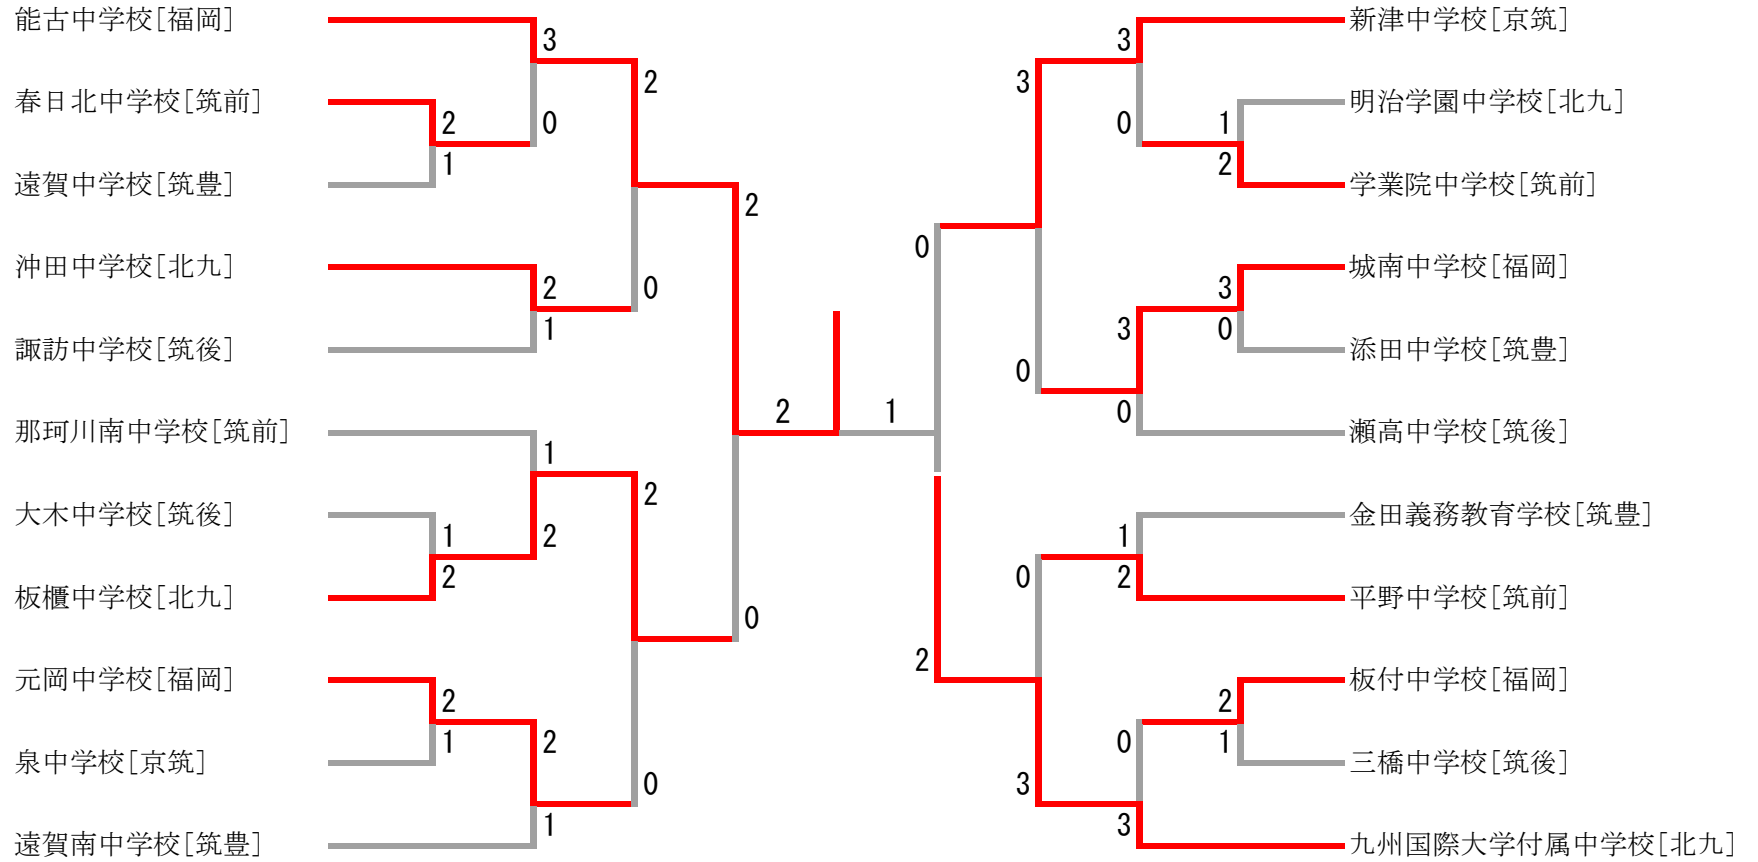 能古中学校[福岡]
3
2
春日北中学校[筑前]
2
0
1
遠賀中学校[筑豊]
2
沖田中学校[北九]
2
0
1
諏訪中学校[筑後]
2
那珂川南中学校[筑前]
1
2
大木中学校[筑後]
1
2
2
板櫃中学校[北九]
0
元岡中学校[福岡]
2
1
2
泉中学校[京筑]
0
1
遠賀南中学校[筑豊]
新津中学校[京筑]
3
3
明治学園中学校[北九]
0
1
2
学業院中学校[筑前]
0
城南中学校[福岡]
3
3
0
添田中学校[筑豊]
0
0
1
瀬高中学校[筑後]
金田義務教育学校[筑豊]
1
0
2
平野中学校[筑前]
2
板付中学校[福岡]
2
0
1
三橋中学校[筑後]
3
3
九州国際大学付属中学校[北九]